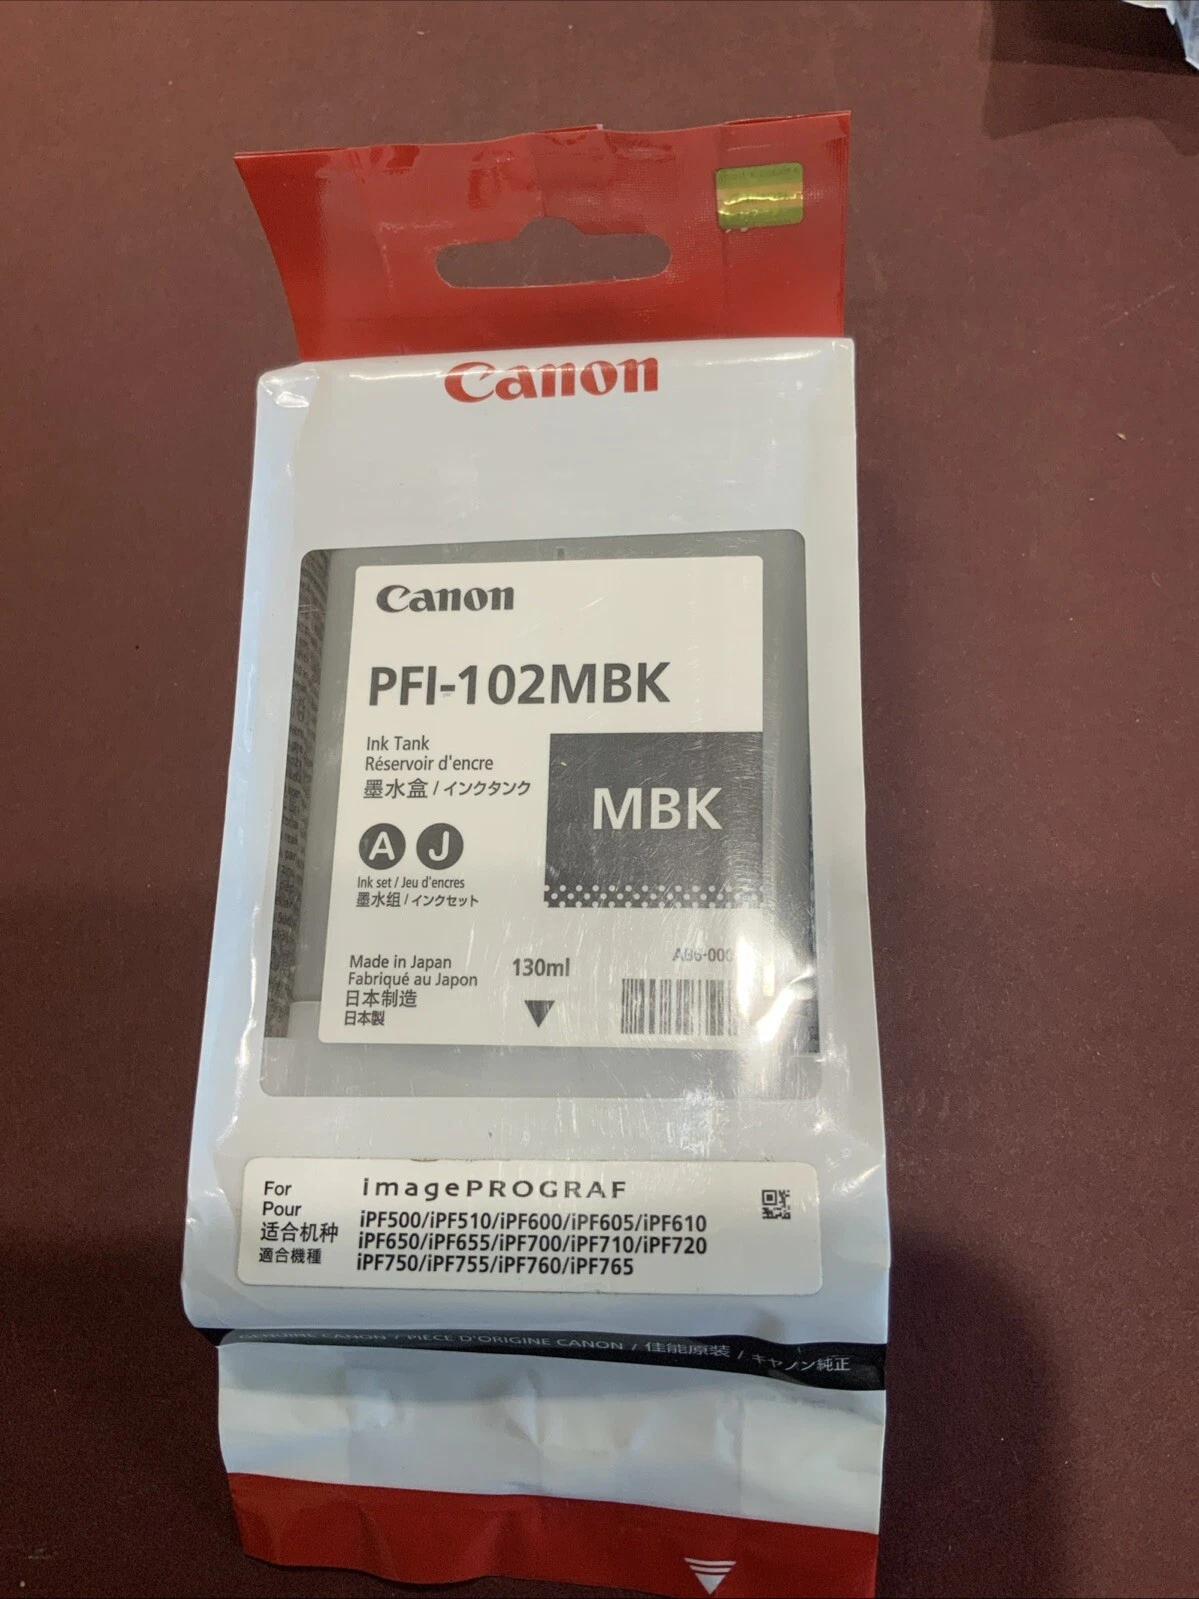 Canon
Canon
PFI-102MBK
Ink Tank
Réservoir d'encre
墨水盒 / インクタンク
MBK
A J
Ink set / Jeu d'encres
墨水组 / インクセット
Made in Japan
Fabriqué au Japon
日本制造
日本製
130ml
For
Pour
适合机种
適合機種
imagePROGRAF
iPF500/iPF510/iPF600/iPF605/iPF610
iPF650/iPF655/iPF700/iPF710/iPF720
iPF750/iPF755/iPF760/iPF765
GENUINE CANON / PIÈCE D'ORIGINE CANON / 佳能原装 / キヤノン純正